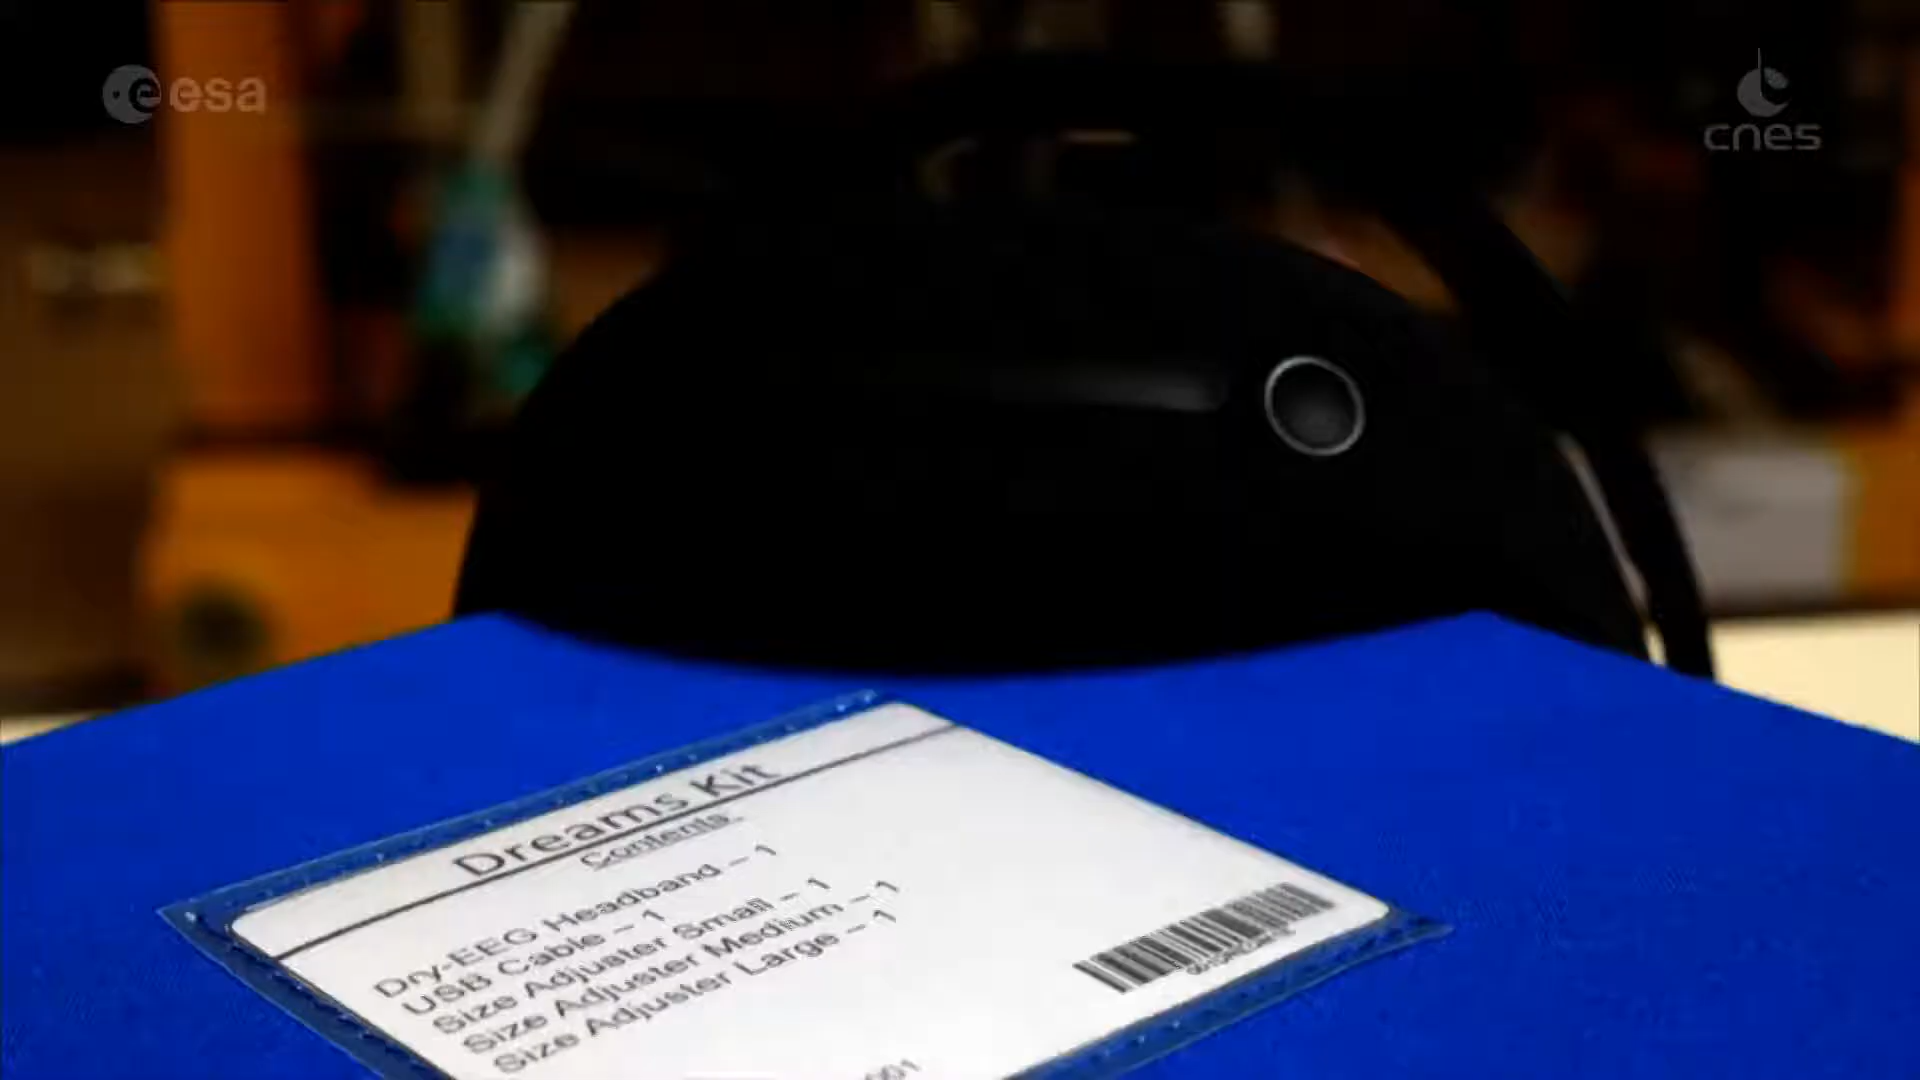 esa
cnes
Dreams Kit
Contents
Dry-EEG Headband – 1
USB Cable – 1
Size Adjuster Small – 1
Size Adjuster Medium – 1
Size Adjuster Large – 1
001